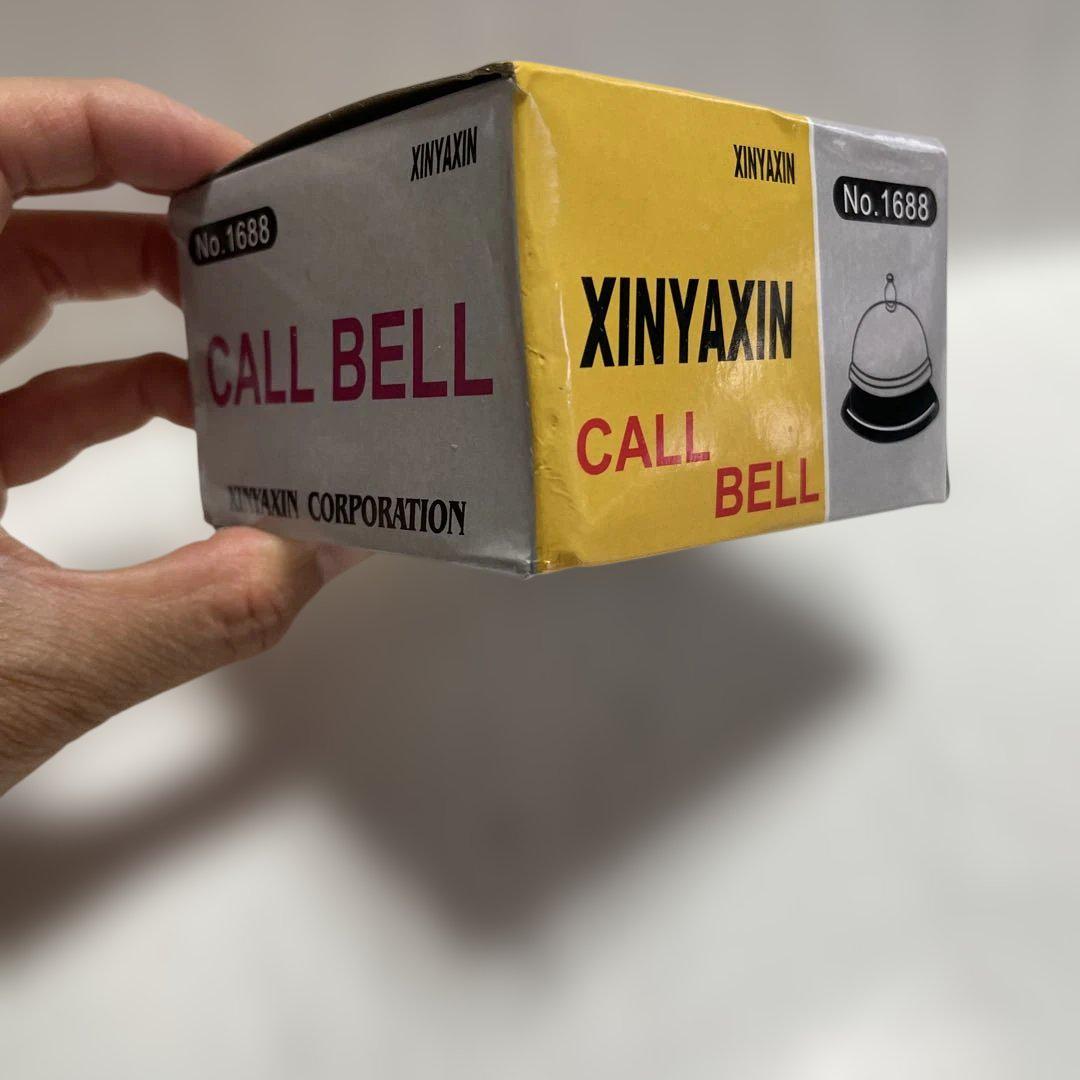 XINYAXIN
No.1688
CALL BELL
XINYAXIN CORPORATION
XINYAXIN
XINYAXIN
CALL
BELL
No.1688